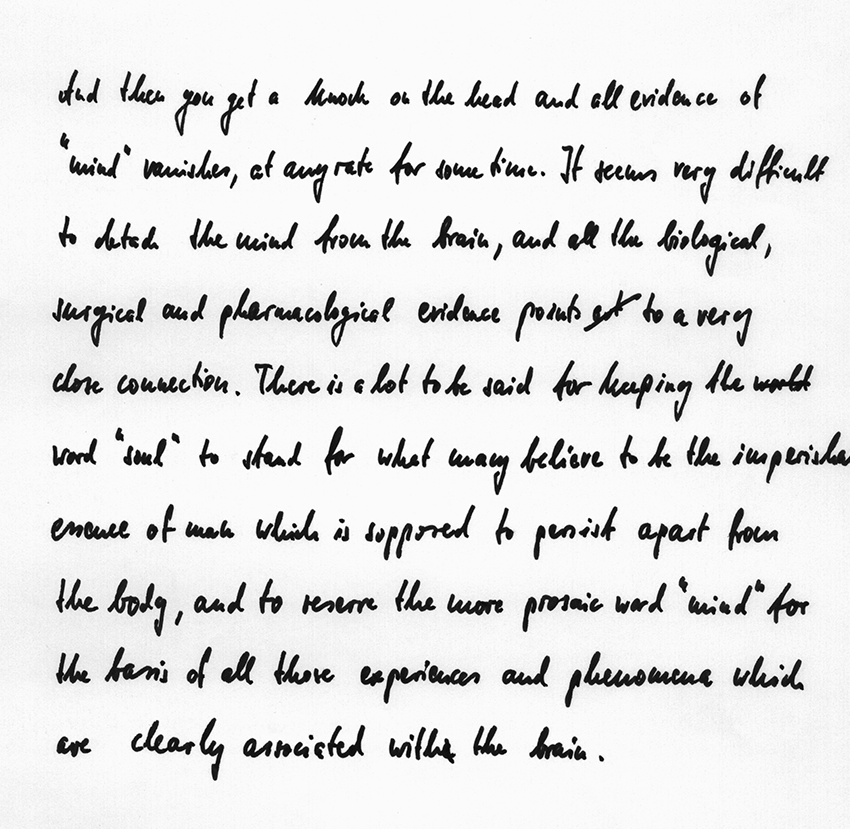 And then you get a knock on the head and all evidence of
"mind" vanishes, at any rate for some time. It seems very difficult
to detach the mind from the brain, and all the biological,
surgical and pharmacological evidence points to a very
close connection. There is a lot to be said for keeping the world
word "soul" to stand for what many believe to be the imperisha
essence of man which is supposed to persist apart from
the body, and to reserve the more prosaic word "mind" for
the basis of all those experiences and phenomena which
are clearly associated with the brain.